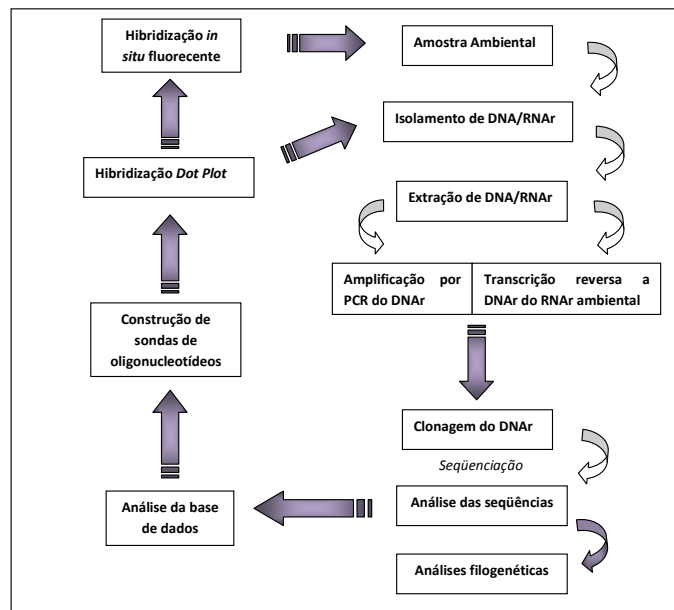 Hibridização in
situ fluorecente
Amostra Ambiental
Isolamento de DNA/RNAr
Hibridização Dot Plot
Extração de DNA/RNAr
Amplificação por
PCR do DNAr
Transcrição reversa a
DNAr do RNAr ambiental
Construção de
sondas de
oligonucleotídeos
Clonagem do DNAr
Seqüenciação
Análise das seqüências
Análise da base
de dados
Análises filogenéticas